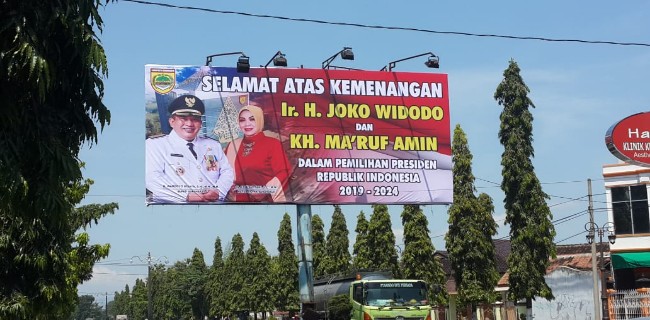 SELAMAT ATAS KEMENANGAN
Ir. H. JOKO WIDODO
DAN
KH. MA'RUF AMIN
DALAM PEMILIHAN PRESIDEN
REPUBLIK INDONESIA
2019 - 2024
Ha
KLINIK K
Aest